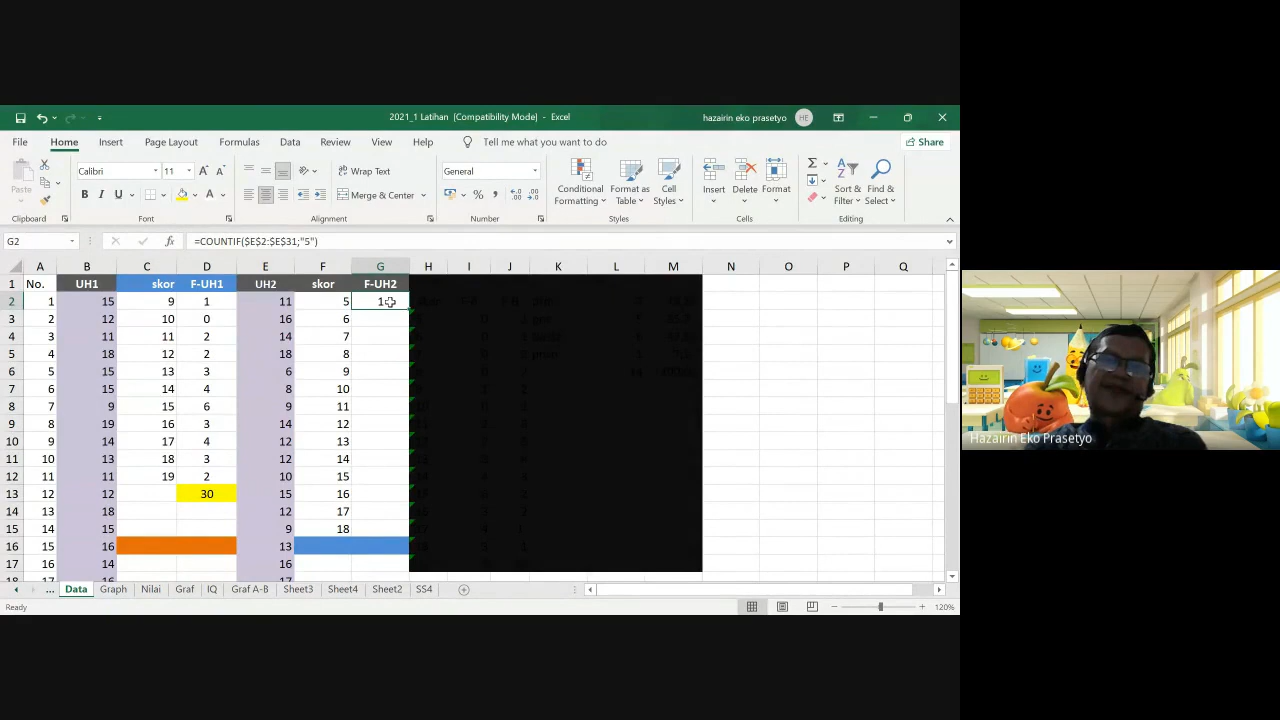 2021_1 Latihan [Compatibility Mode] - Excel
hazairin eko prasetyo HE
File Home Insert Page Layout Formulas Data Review View Help Tell me what you want to do Share
Paste
Calibri 11
B I U
Wrap Text
Merge & Center
General
Conditional Formatting
Format as Table
Cell Styles
Insert Delete Format
Sort & Filter
Find & Select
Clipboard Font Alignment Number Styles Cells Editing
G2 fx =COUNTIF($E$2:$E$31;"5")
A B C D E F G H I J K L M N O P Q
1 No. UH1 skor F-UH1 UH2 skor F-UH2
2 1 15 9 1 11 5 1
3 2 12 10 0 16 6
4 3 11 11 2 14 7
5 4 18 12 2 18 8
6 5 15 13 3 6 9
7 6 15 14 4 8 10
8 7 9 15 6 9 11
9 8 19 16 3 14 12
10 9 14 17 4 12 13
11 10 13 18 3 12 14
12 11 11 19 2 10 15
13 12 12 30 15 16
14 13 18 12 17
15 14 15 9 18
16 15 16 13
17 16 14 16
... Data Graph Nilai Graf IQ Graf A-B Sheet3 Sheet4 Sheet2 SS4
Ready 120%
Hazairin Eko Prasetyo